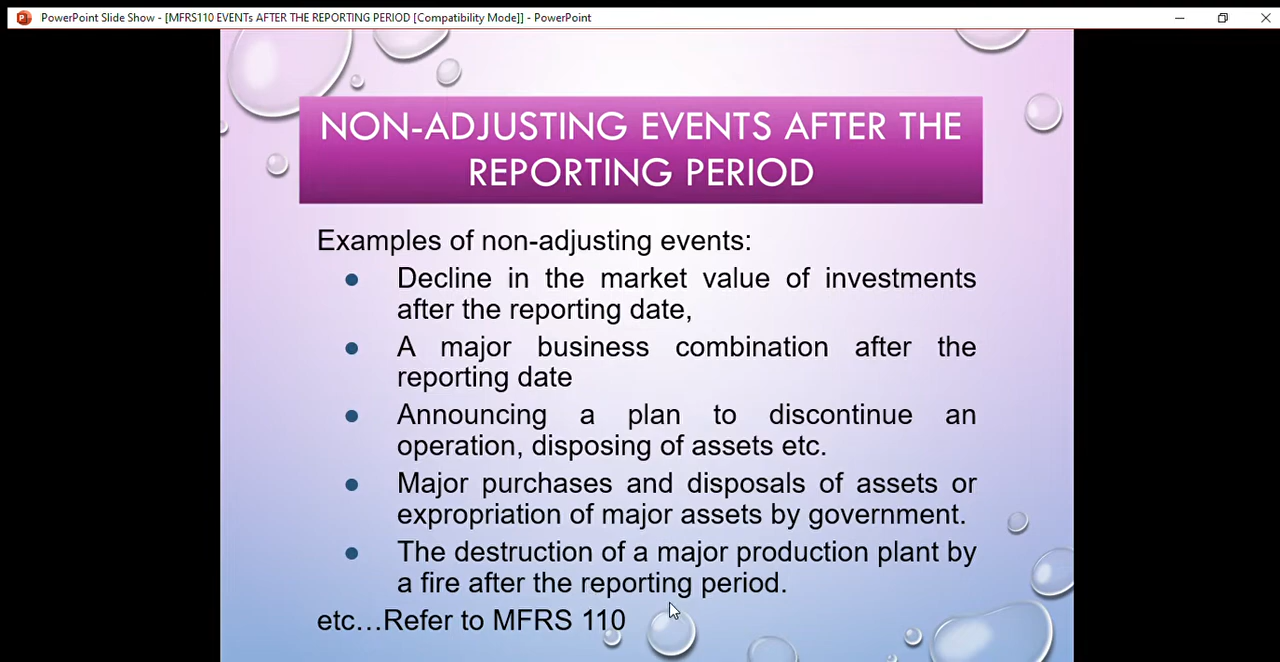 PowerPoint Slide Show - [MFRS110 EVENTs AFTER THE REPORTING PERIOD [Compatibility Mode]] - PowerPoint
NON-ADJUSTING EVENTS AFTER THE
REPORTING PERIOD
Examples of non-adjusting events:
● Decline in the market value of investments
after the reporting date,
● A major business combination after the
reporting date
● Announcing a plan to discontinue an
operation, disposing of assets etc.
● Major purchases and disposals of assets or
expropriation of major assets by government.
● The destruction of a major production plant by
a fire after the reporting period.
etc...Refer to MFRS 110